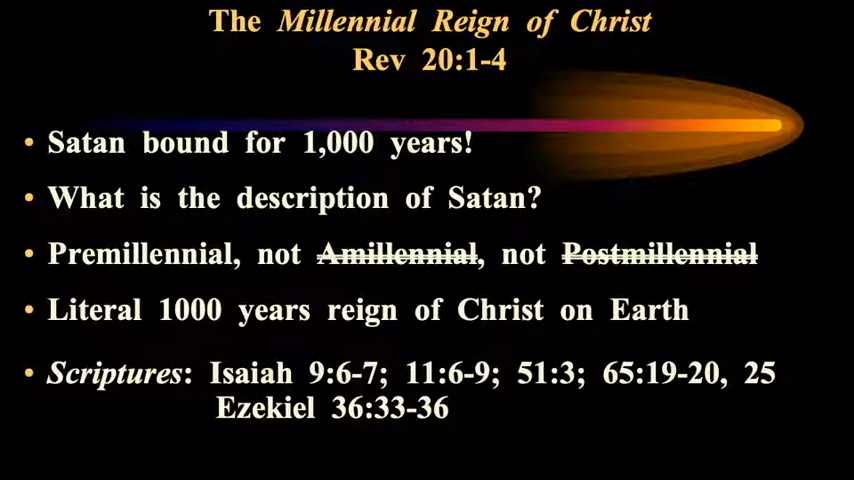 The Millennial Reign of Christ
Rev 20:1-4
• Satan bound for 1,000 years!
• What is the description of Satan?
• Premillennial, not Amillennial, not Postmillennial
• Literal 1000 years reign of Christ on Earth
• Scriptures: Isaiah 9:6-7; 11:6-9; 51:3; 65:19-20, 25
Ezekiel 36:33-36